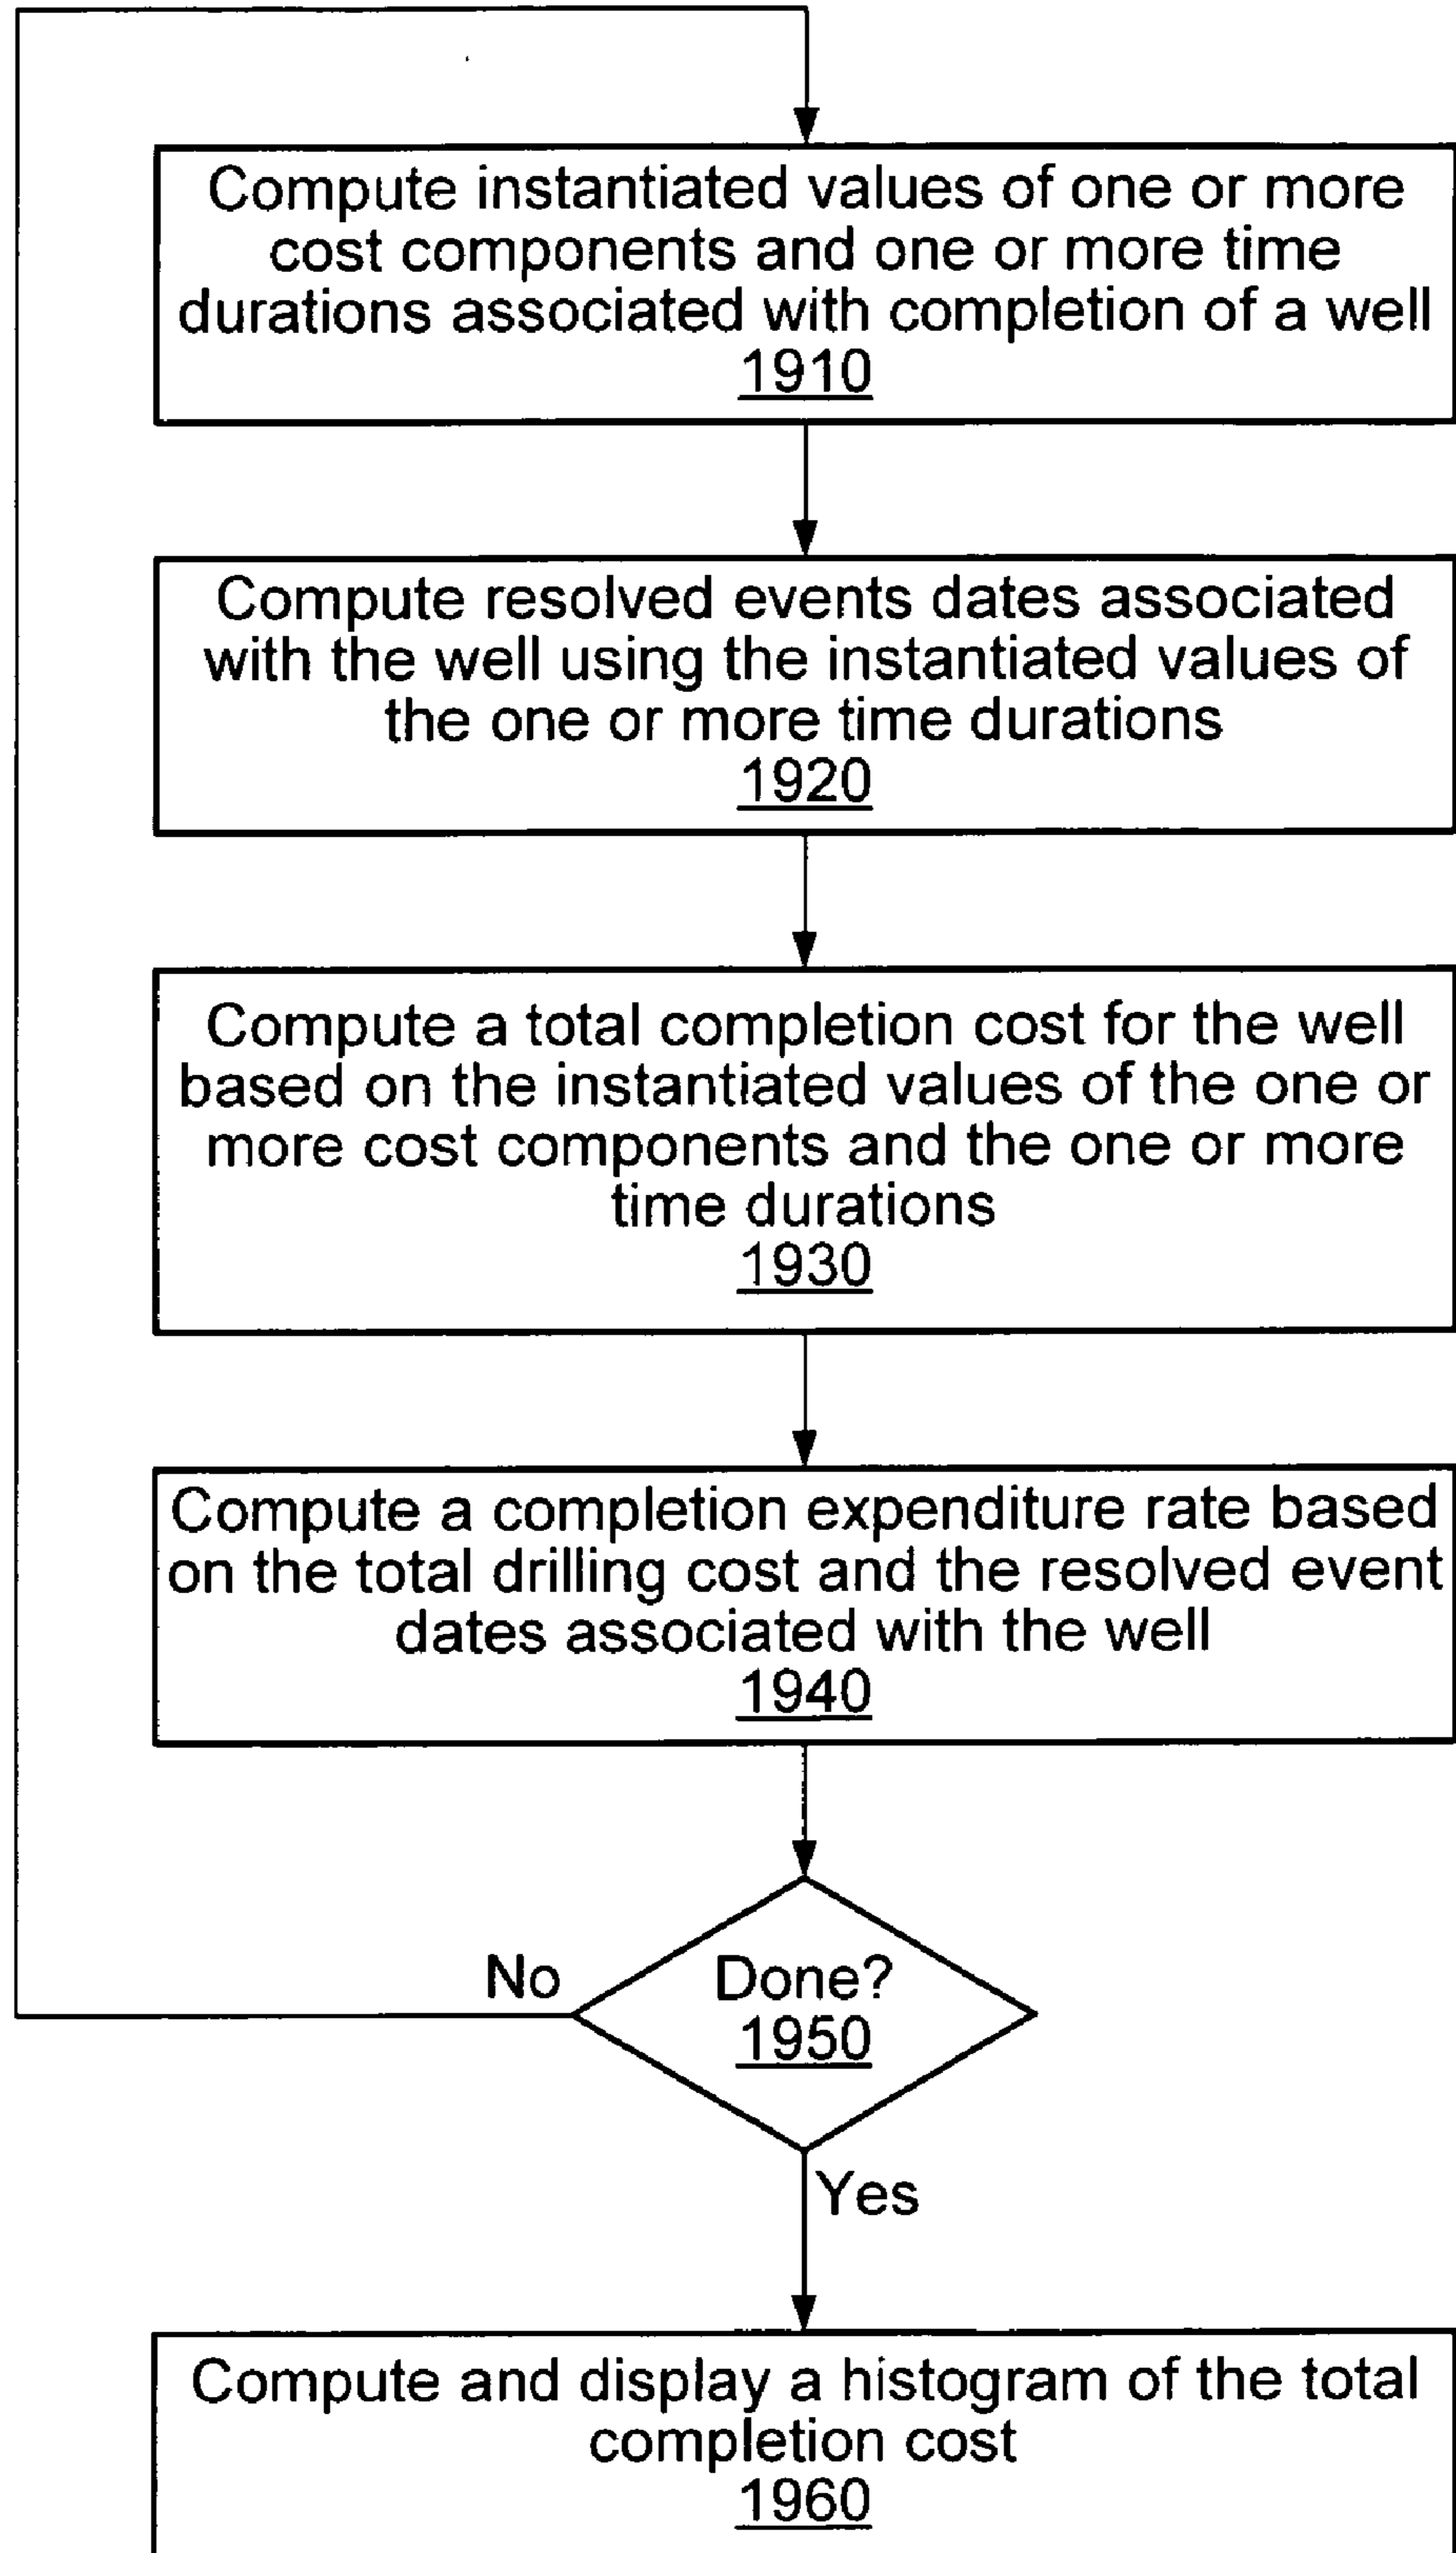 Compute instantiated values of one or more
cost components and one or more time
durations associated with completion of a well
1910
Compute resolved events dates associated
with the well using the instantiated values of
the one or more time durations
1920
Compute a total completion cost for the well
based on the instantiated values of the one or
more cost components and the one or more
time durations
1930
Compute a completion expenditure rate based
on the total drilling cost and the resolved event
dates associated with the well
1940
No
Done?
1950
Yes
Compute and display a histogram of the total
completion cost
1960